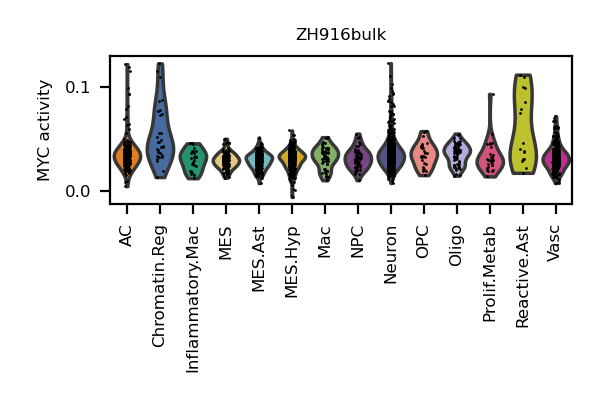 ZH916bulk
MYC activity
0.1
0.0
AC
Chromatin.Reg
Inflammatory.Mac
MES
MES.Ast
MES.Hyp
Mac
NPC
Neuron
OPC
Oligo
Prolif.Metab
Reactive.Ast
Vasc